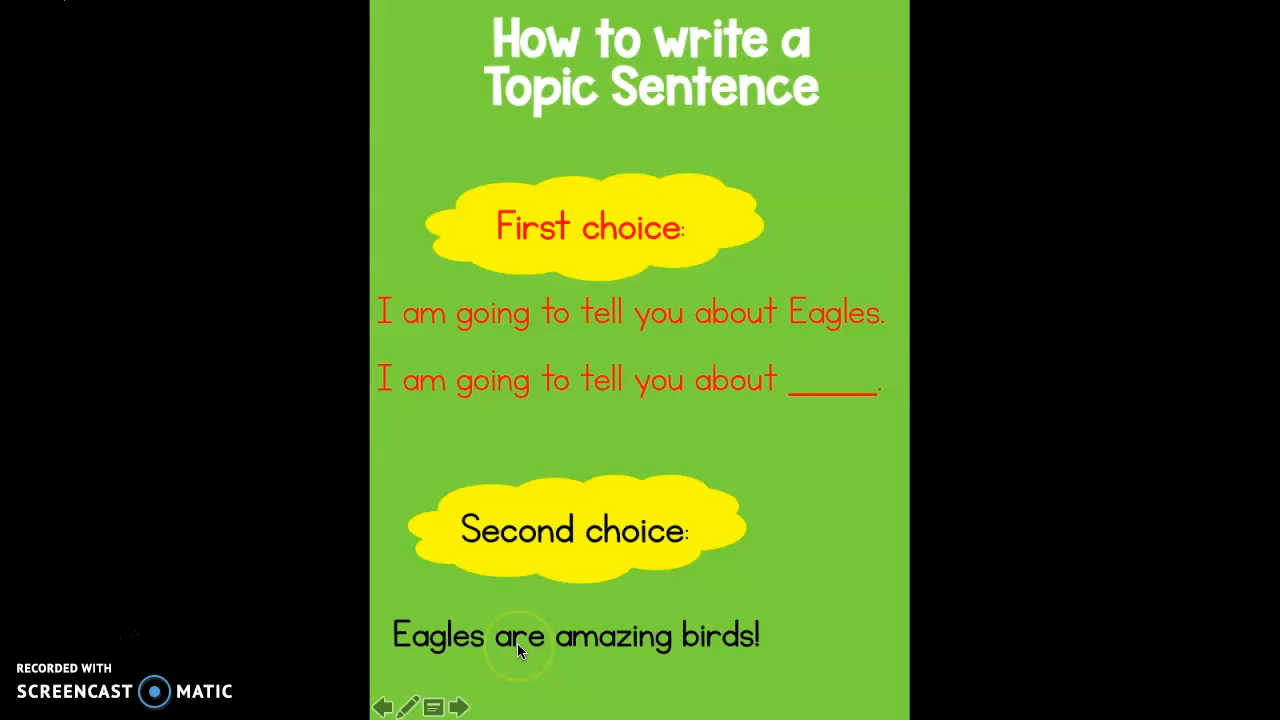 How to write a
Topic Sentence
First choice:
I am going to tell you about Eagles.
I am going to tell you about ______.
Second choice:
Eagles are amazing birds!
RECORDED WITH
SCREENCAST MATIC